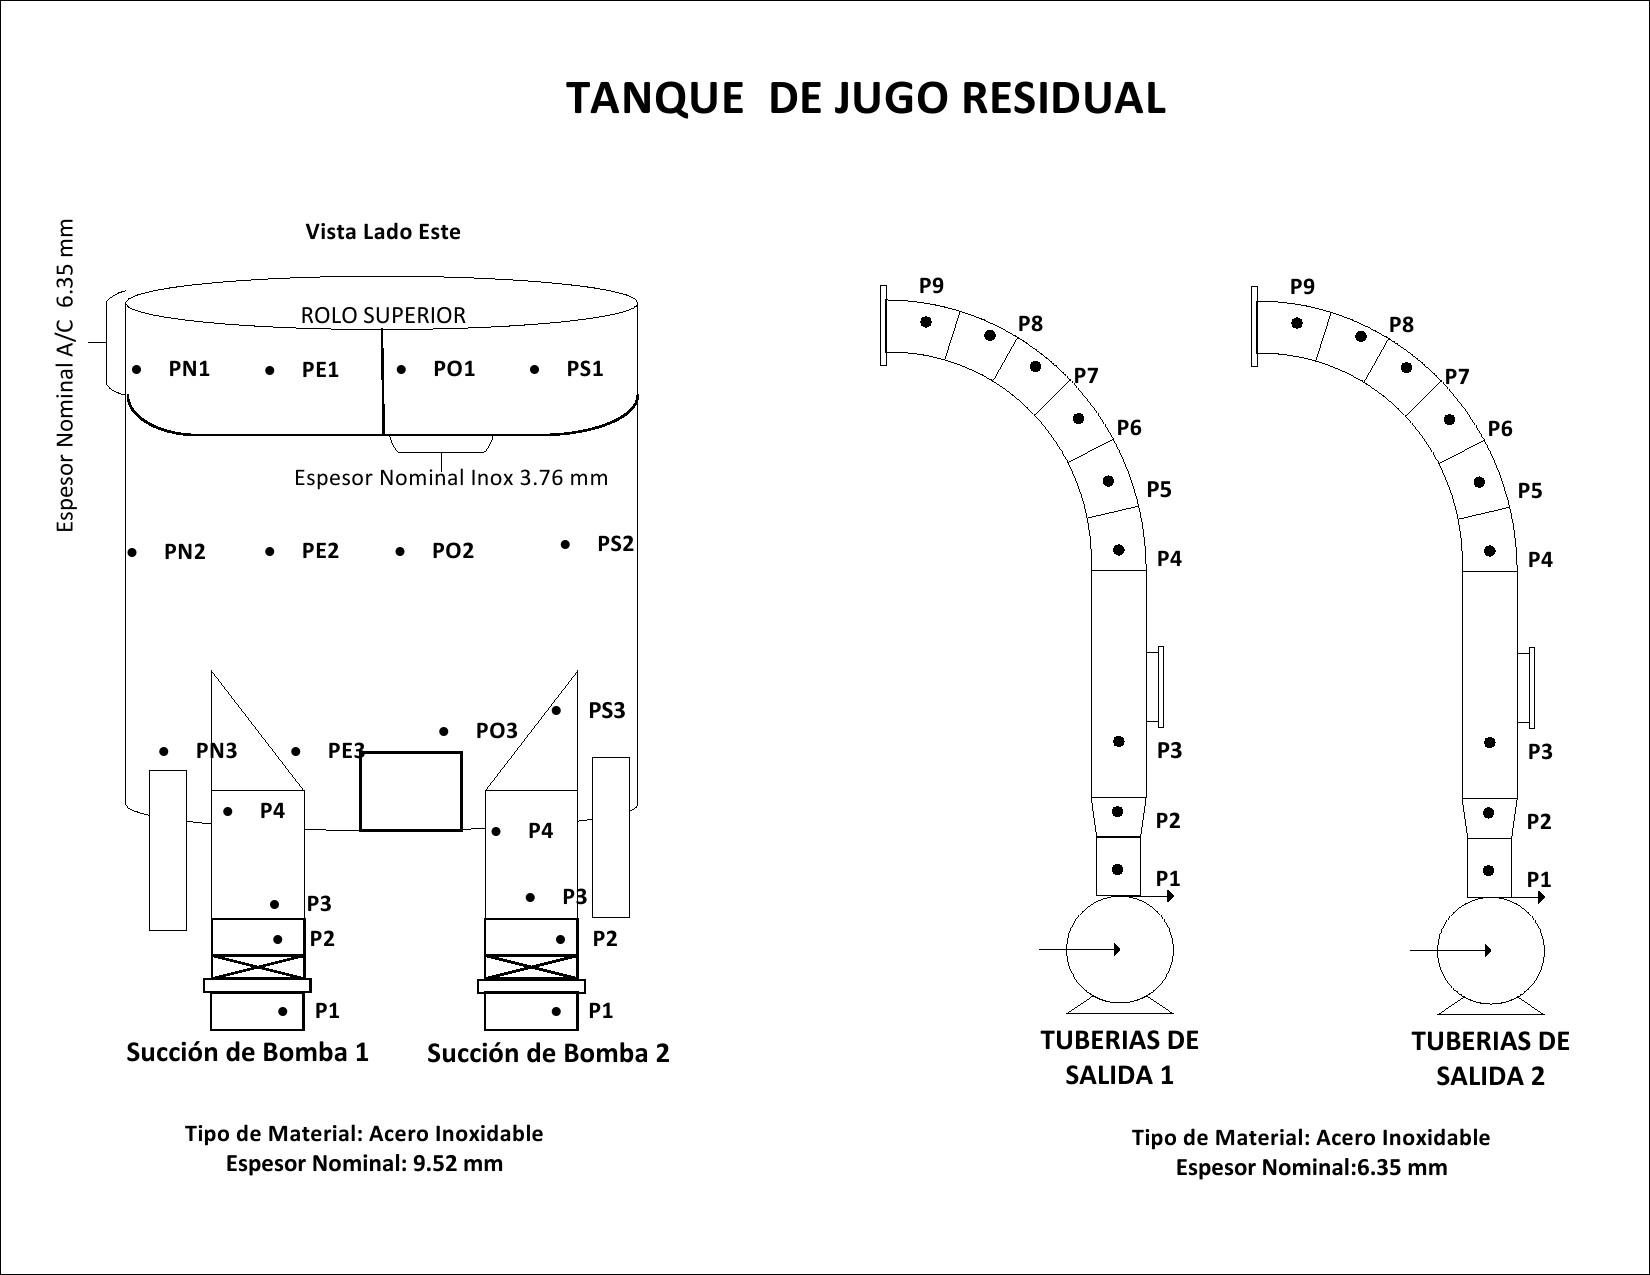 TANQUE  DE JUGO RESIDUAL
Vista Lado Este
Espesor Nominal A/C  6.35 mm
ROLO SUPERIOR
PN1 PE1 PO1 PS1
Espesor Nominal Inox 3.76 mm
PN2 PE2 PO2 PS2
PN3 PE3 PO3 PS3
P4 P4
P3 P3
P2 P2
P1 P1
Succión de Bomba 1 Succión de Bomba 2
Tipo de Material: Acero Inoxidable
Espesor Nominal: 9.52 mm
P9
P8
P7
P6
P5
P4
P3
P2
P1
TUBERIAS DE
SALIDA 1
P9
P8
P7
P6
P5
P4
P3
P2
P1
TUBERIAS DE
SALIDA 2
Tipo de Material: Acero Inoxidable
Espesor Nominal:6.35 mm